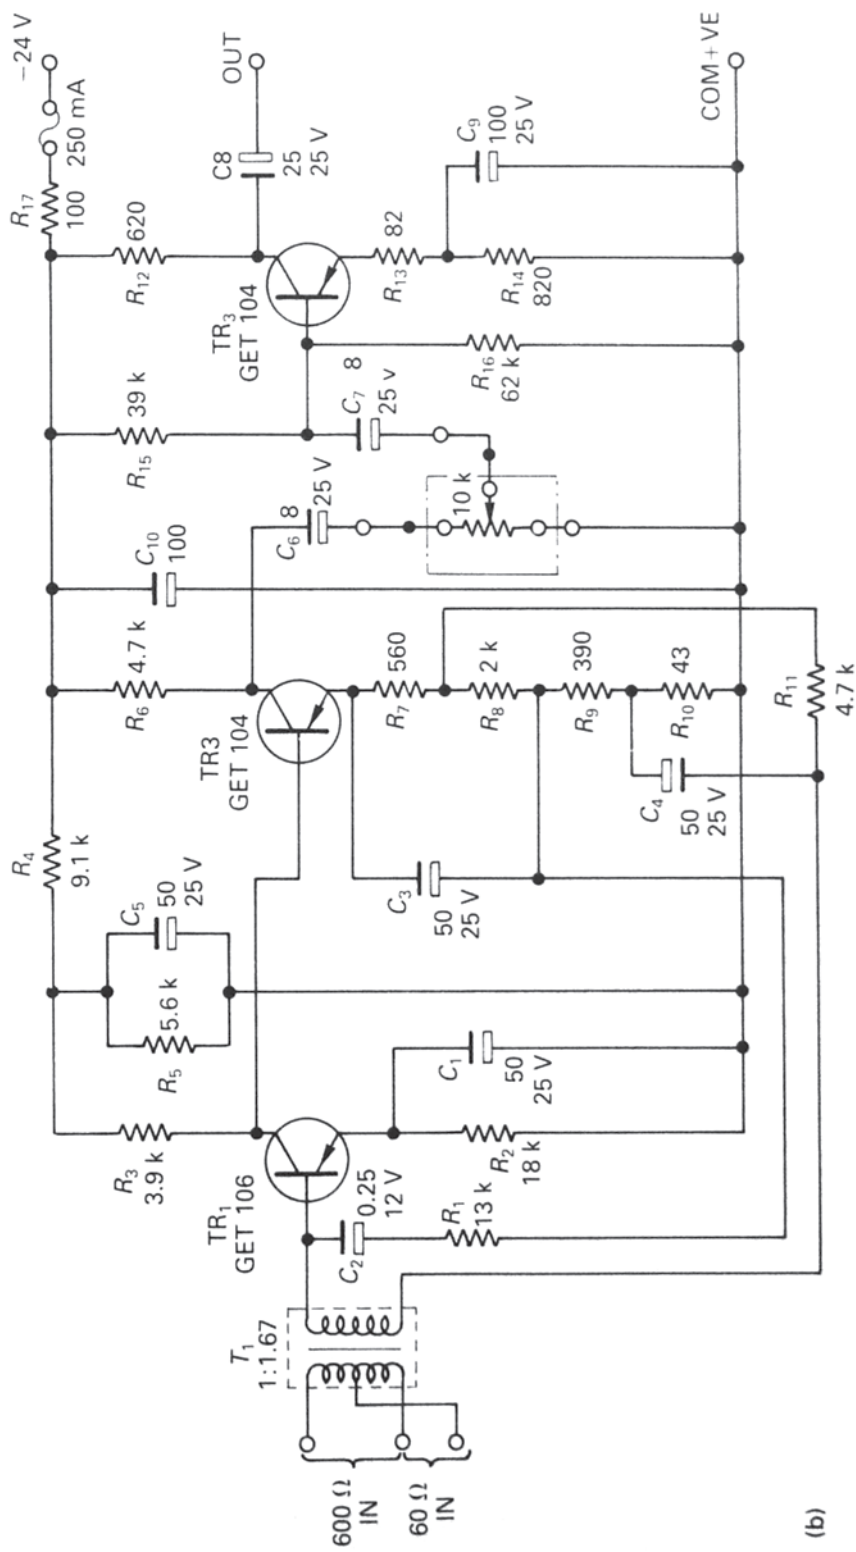 600 Ω
IN
60 Ω
IN
T₁
1:1.67
TR₁
GET 106
C₂
0.25
12 V
R₁
13 k
R₃
3.9 k
R₂
18 k
C₁
50
25 V
R₅
5.6 k
C₅
50
25 V
R₄
9.1 k
C₃
50
25 V
TR3
GET 104
R₆
4.7 k
R₇
560
R₈
2 k
R₉
390
R₁₀
43
C₄
50
25 V
R₁₁
4.7 k
C₁₀
100
C₆
8
25 V
10 k
R₁₅
39 k
C₇
8
25 v
TR₃
GET 104
R₁₆
62 k
R₁₂
620
R₁₃
82
R₁₄
820
C8
25
25 V
C₉
100
25 V
R₁₇
100
250 mA
−24 V
OUT
COM+VE
(b)